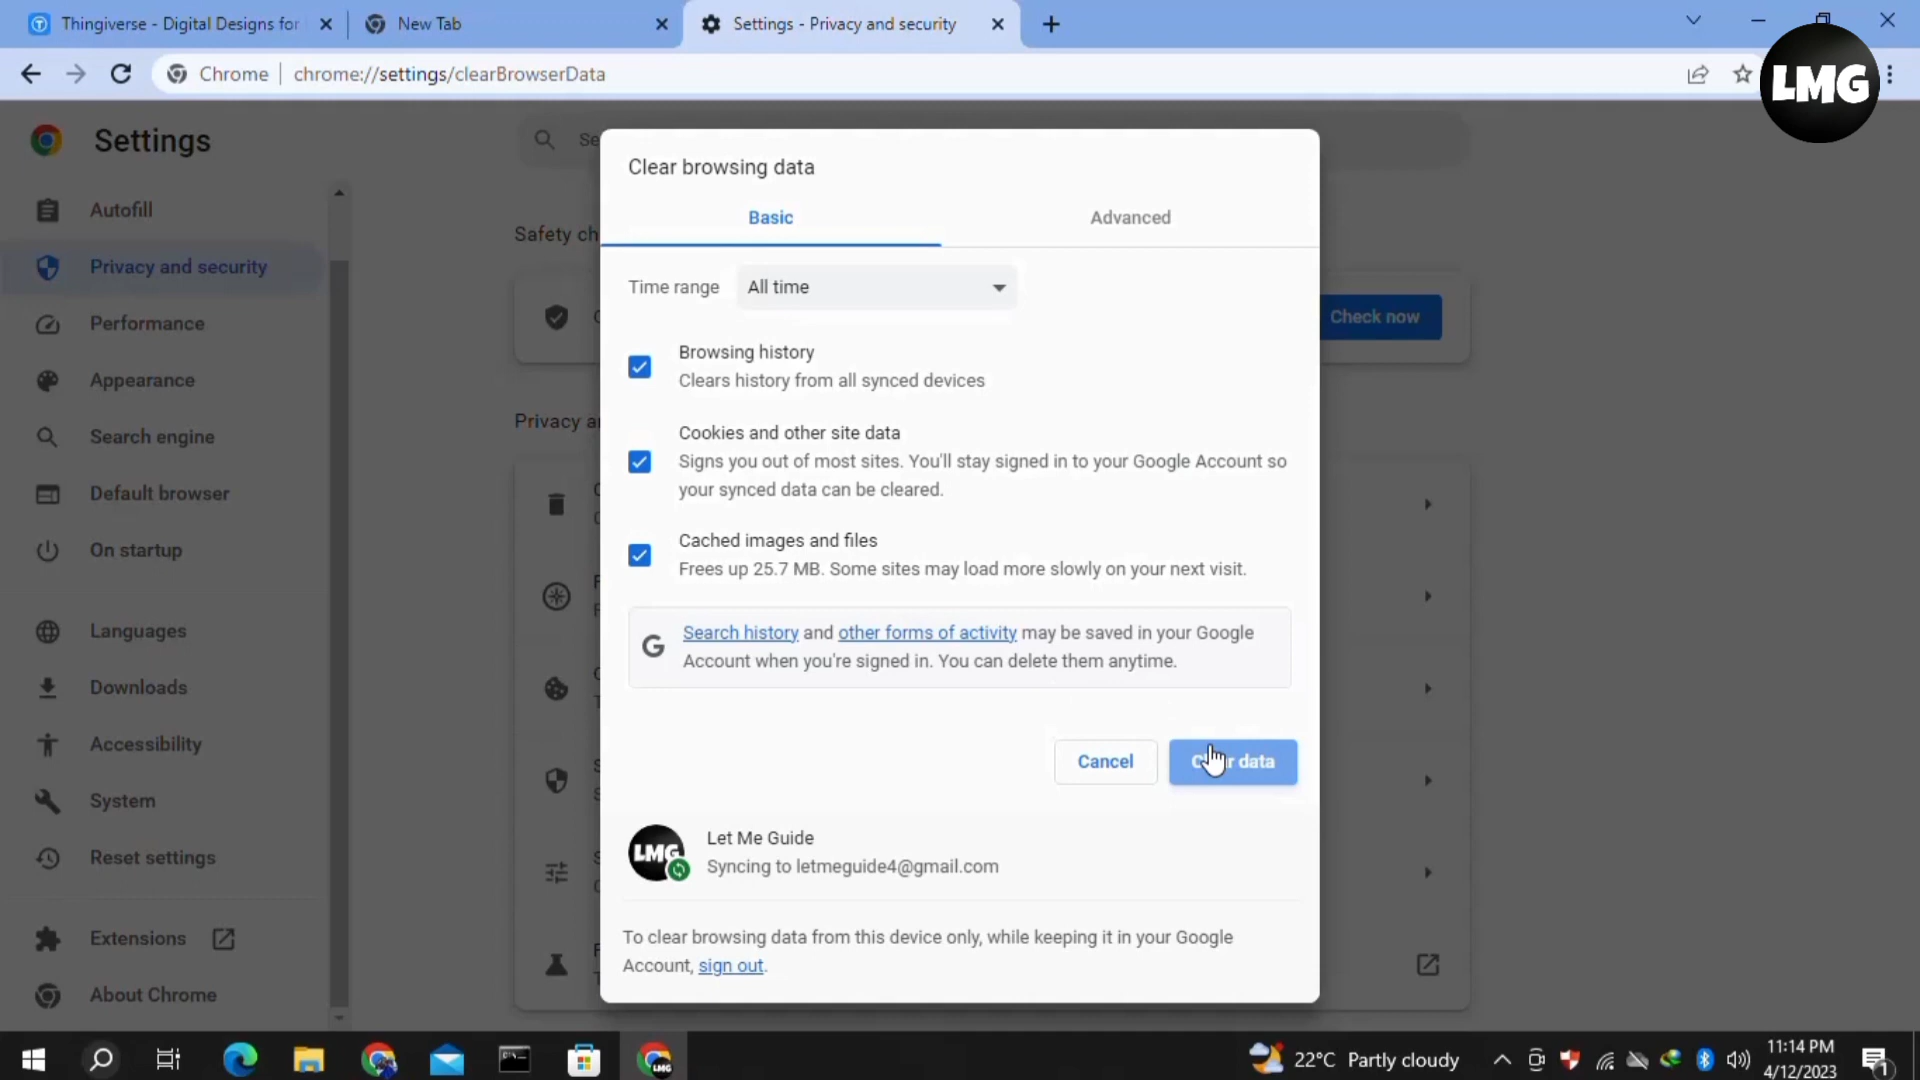 Thingiverse - Digital Designs for
New Tab
Settings - Privacy and security
Chrome
chrome://settings/clearBrowserData
LMG
Settings
Autofill
Privacy and security
Performance
Appearance
Search engine
Default browser
On startup
Languages
Downloads
Accessibility
System
Reset settings
Extensions
About Chrome
Safety ch
Check now
Clear browsing data
Basic
Advanced
Time range
All time
Browsing history
Clears history from all synced devices
Cookies and other site data
Signs you out of most sites. You'll stay signed in to your Google Account so
your synced data can be cleared.
Cached images and files
Frees up 25.7 MB. Some sites may load more slowly on your next visit.
Search history and other forms of activity may be saved in your Google
Account when you're signed in. You can delete them anytime.
Cancel
data
LMG
Let Me Guide
Syncing to letmeguide4@gmail.com
To clear browsing data from this device only, while keeping it in your Google
Account, sign out.
22°C Partly cloudy
11:14 PM
4/12/2023
1